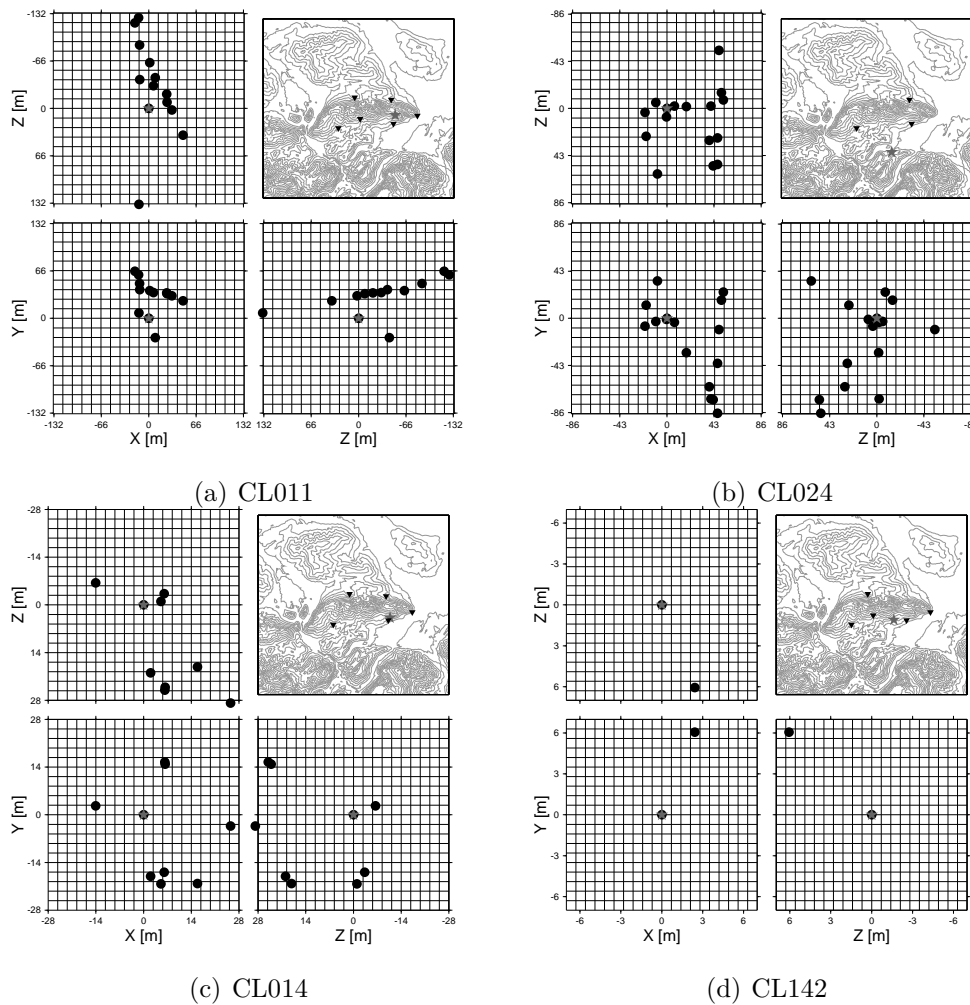 -132
-66
0
66
132
Z [m]
132
66
0
-66
-132
Y [m]
-132 -66 0 66 132
X [m]
132 66 0 -66 -132
Z [m]
(a) CL011
-86
-43
0
43
86
Z [m]
86
43
0
-43
-86
Y [m]
-86 -43 0 43 86
X [m]
86 43 0 -43 -86
Z [m]
(b) CL024
-28
-14
0
14
28
Z [m]
28
14
0
-14
-28
Y [m]
-28 -14 0 14 28
X [m]
28 14 0 -14 -28
Z [m]
(c) CL014
-6
-3
0
3
6
Z [m]
6
3
0
-3
-6
Y [m]
-6 -3 0 3 6
X [m]
6 3 0 -3 -6
Z [m]
(d) CL142